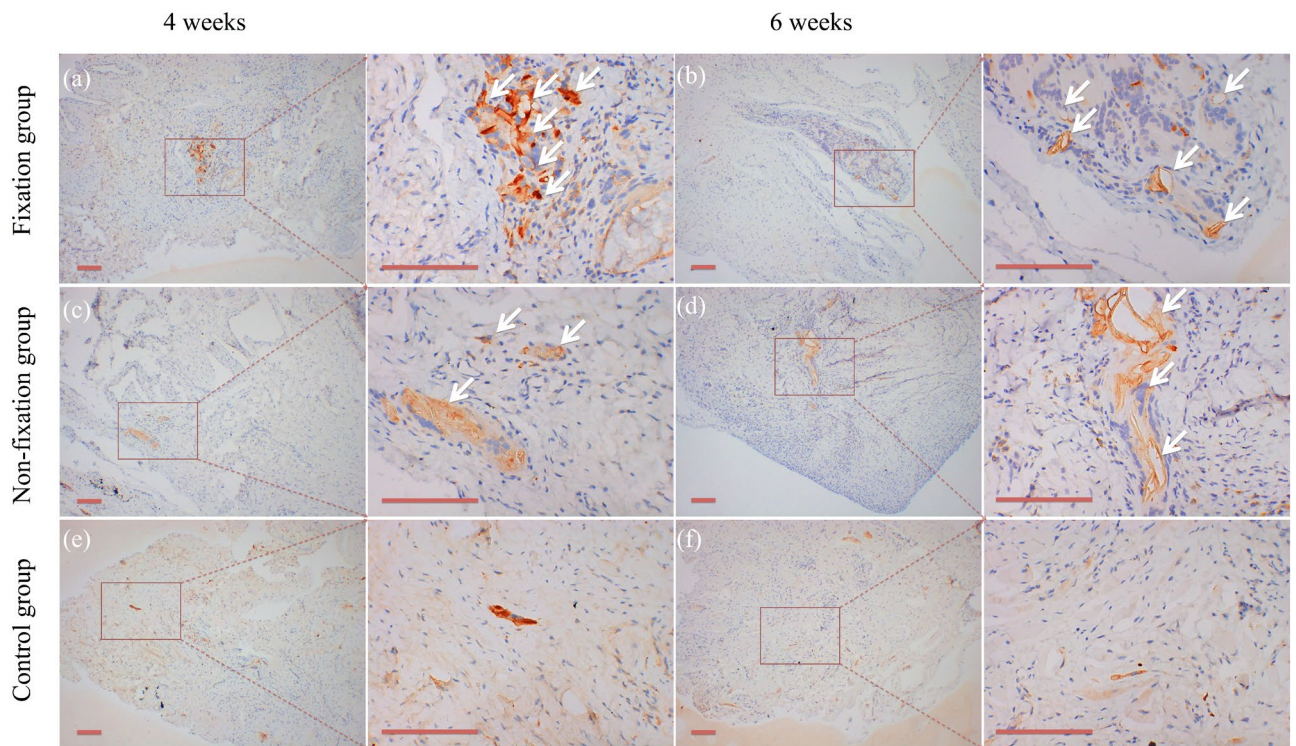 4 weeks
6 weeks
Fixation group
(a)
(b)
Non-fixation group
(c)
(d)
Control group
(e)
(f)